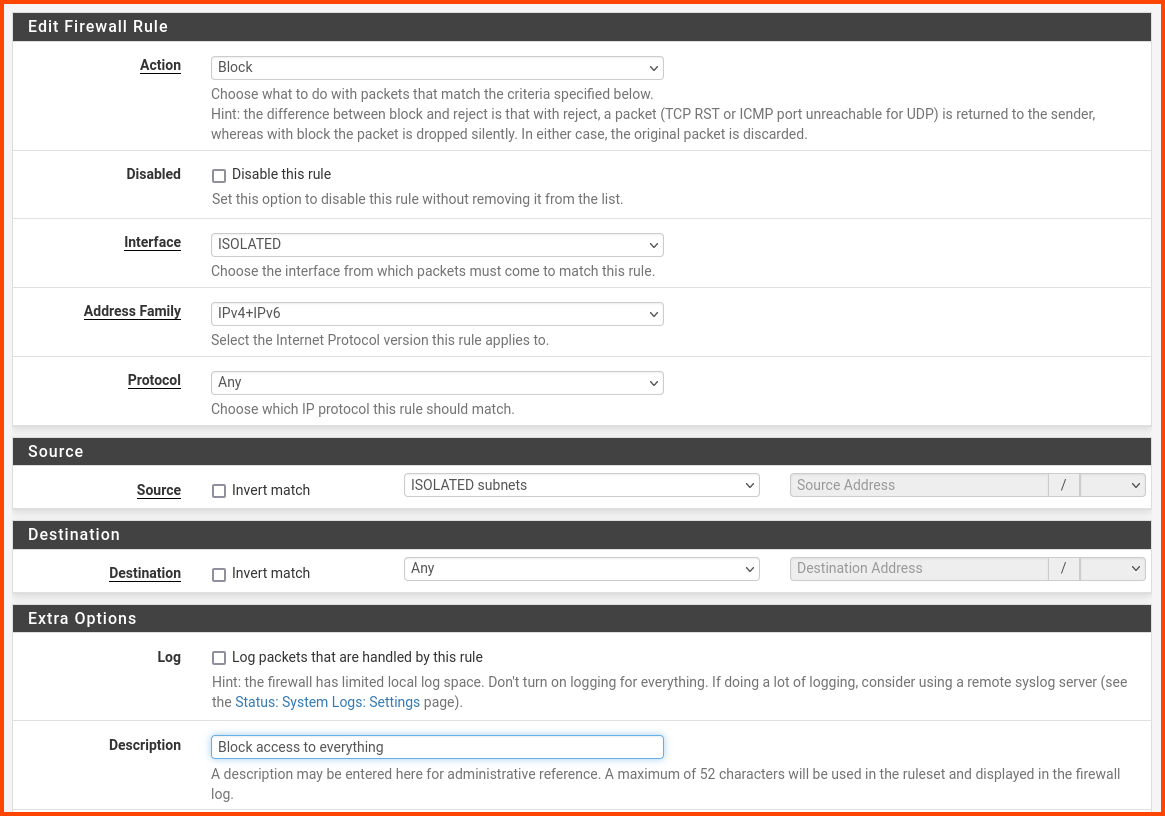 Edit Firewall Rule
Action
Block
Choose what to do with packets that match the criteria specified below.
Hint: the difference between block and reject is that with reject, a packet (TCP RST or ICMP port unreachable for UDP) is returned to the sender,
whereas with block the packet is dropped silently. In either case, the original packet is discarded.
Disabled
Disable this rule
Set this option to disable this rule without removing it from the list.
Interface
ISOLATED
Choose the interface from which packets must come to match this rule.
Address Family
IPv4+IPv6
Select the Internet Protocol version this rule applies to.
Protocol
Any
Choose which IP protocol this rule should match.
Source
Source
Invert match
ISOLATED subnets
Source Address
/
Destination
Destination
Invert match
Any
Destination Address
/
Extra Options
Log
Log packets that are handled by this rule
Hint: the firewall has limited local log space. Don't turn on logging for everything. If doing a lot of logging, consider using a remote syslog server (see
the Status: System Logs: Settings page).
Description
Block access to everything
A description may be entered here for administrative reference. A maximum of 52 characters will be used in the ruleset and displayed in the firewall
log.